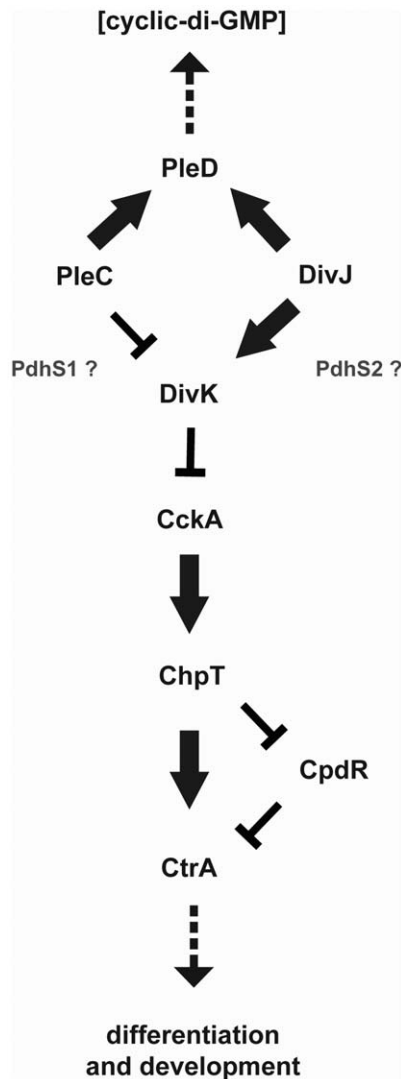 [cyclic-di-GMP]
PleD
PleC
DivJ
PdhS1 ?
PdhS2 ?
DivK
CckA
ChpT
CpdR
CtrA
differentiation
and development